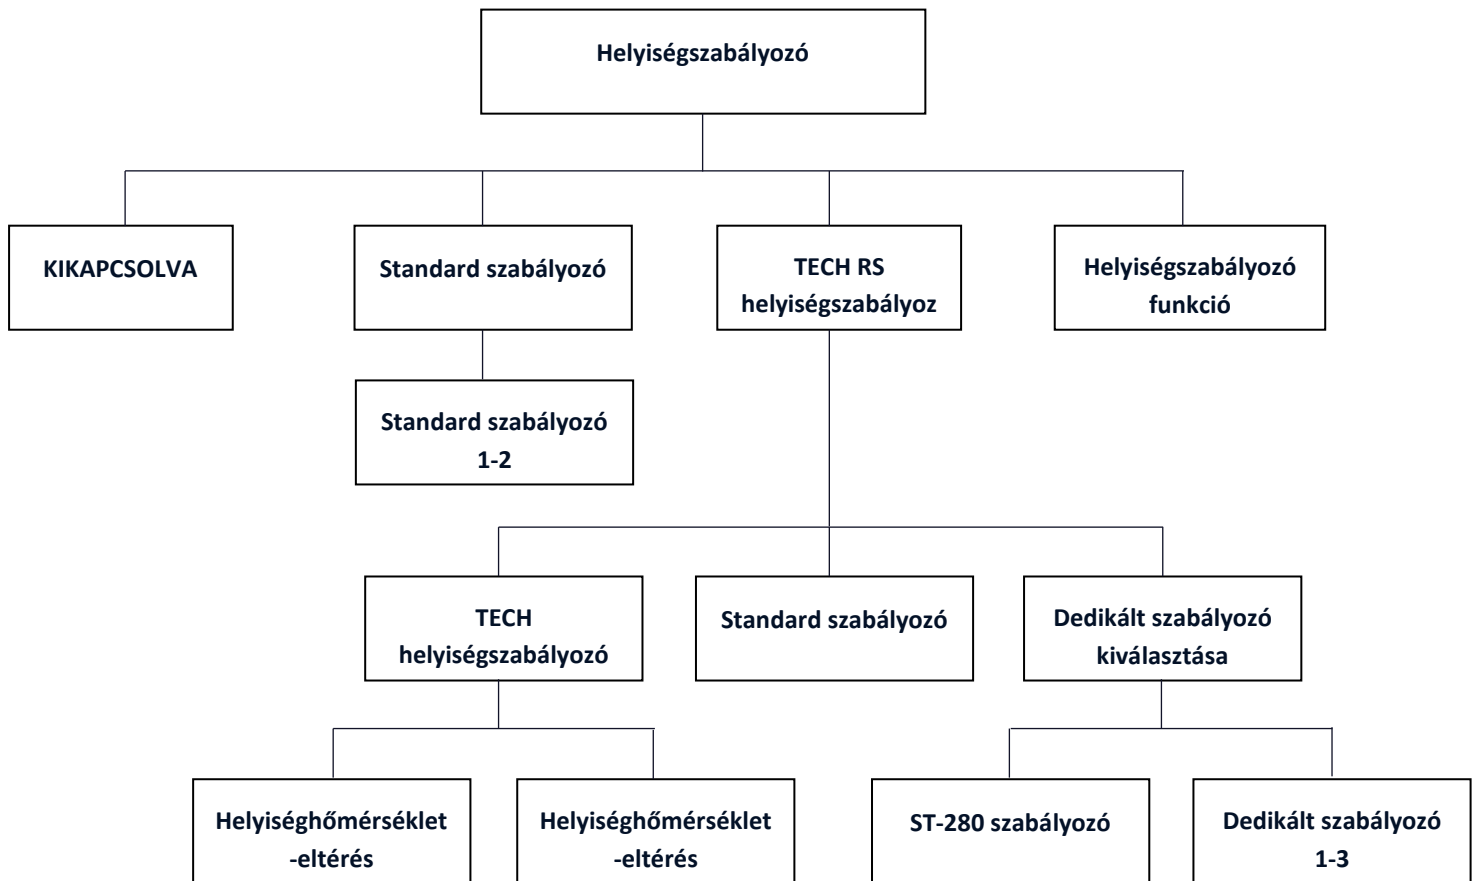 Helyiségszabályozó
KIKAPCSOLVA
Standard szabályozó
TECH RS
helyiségszabályoz
Helyiségszabályozó
funkció
Standard szabályozó
1-2
TECH
helyiségszabályozó
Standard szabályozó
Dedikált szabályozó
kiválasztása
Helyiséghőmérséklet
-eltérés
Helyiséghőmérséklet
-eltérés
ST-280 szabályozó
Dedikált szabályozó
1-3